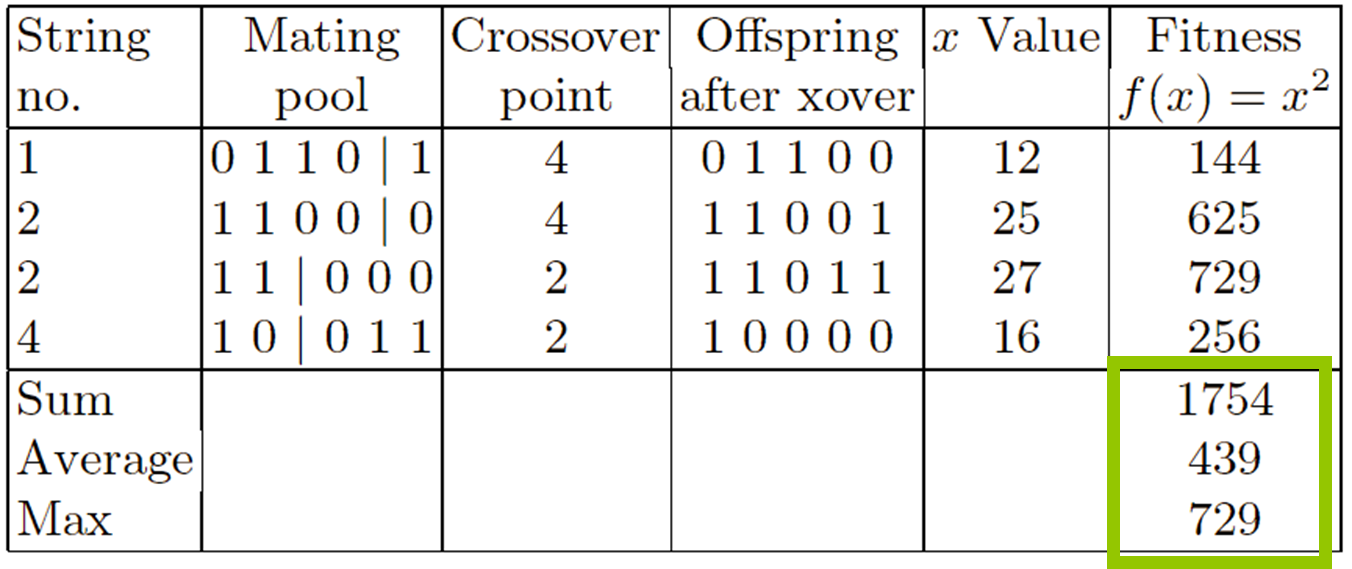 String Mating Crossover Offspring x Value Fitness
no. pool point after xover f(x) = x²
1 0 1 1 0 | 1 4 0 1 1 0 0 12 144
2 1 1 0 0 | 0 4 1 1 0 0 1 25 625
2 1 1 | 0 0 0 2 1 1 0 1 1 27 729
4 1 0 | 0 1 1 2 1 0 0 0 0 16 256
Sum 1754
Average 439
Max 729